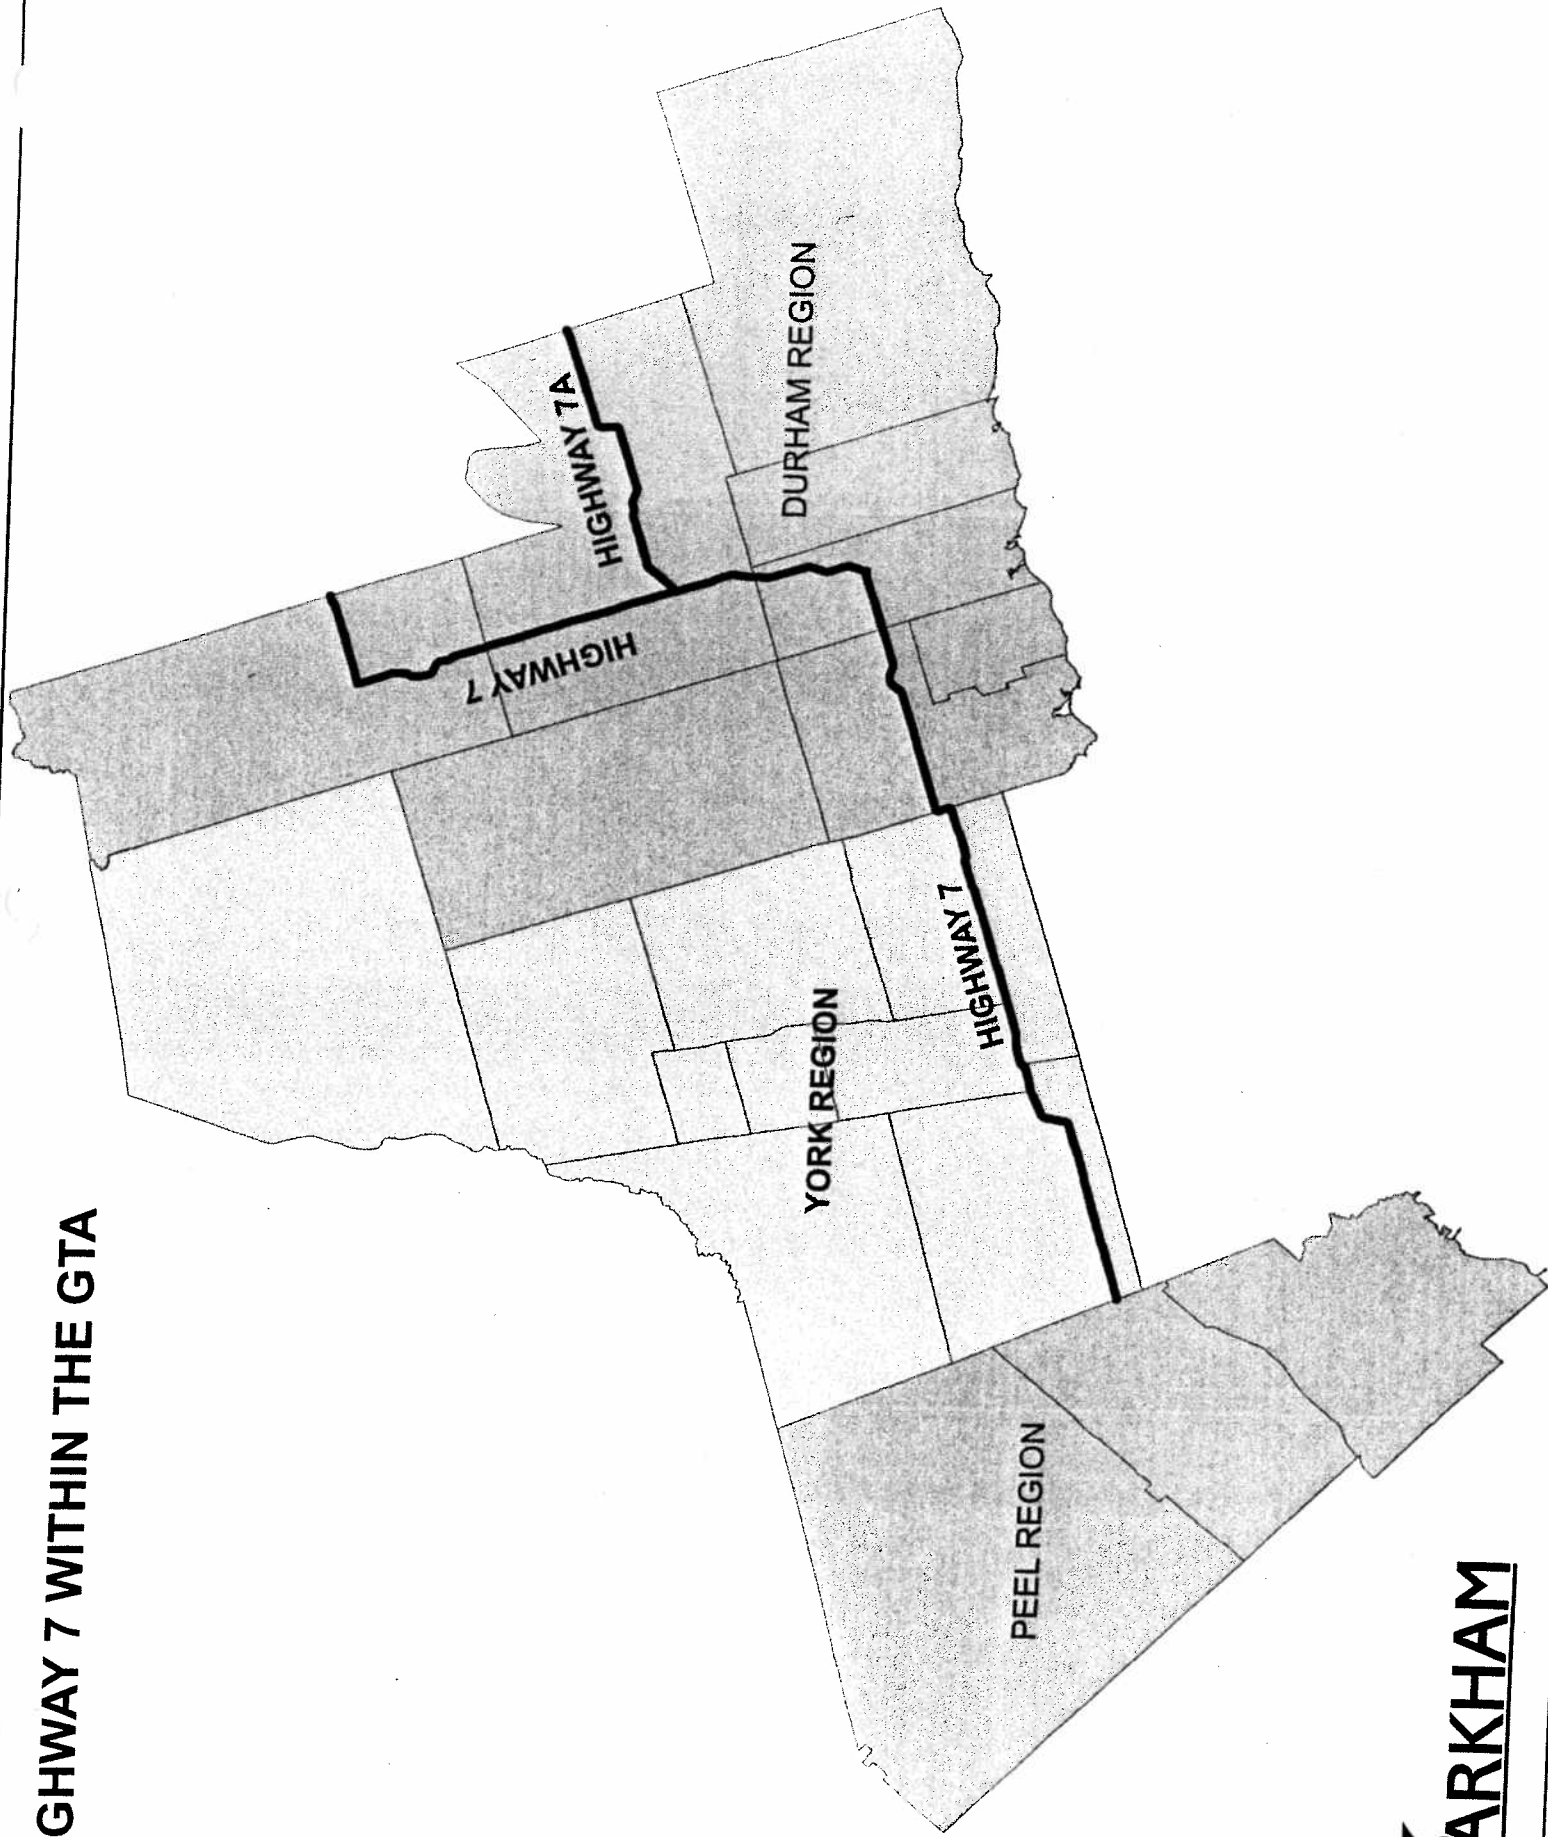 GHWAY 7 WITHIN THE GTA
HIGHWAY 7A
HIGHWAY 7
DURHAM REGION
HIGHWAY 7
YORK REGION
PEEL REGION
ARKHAM